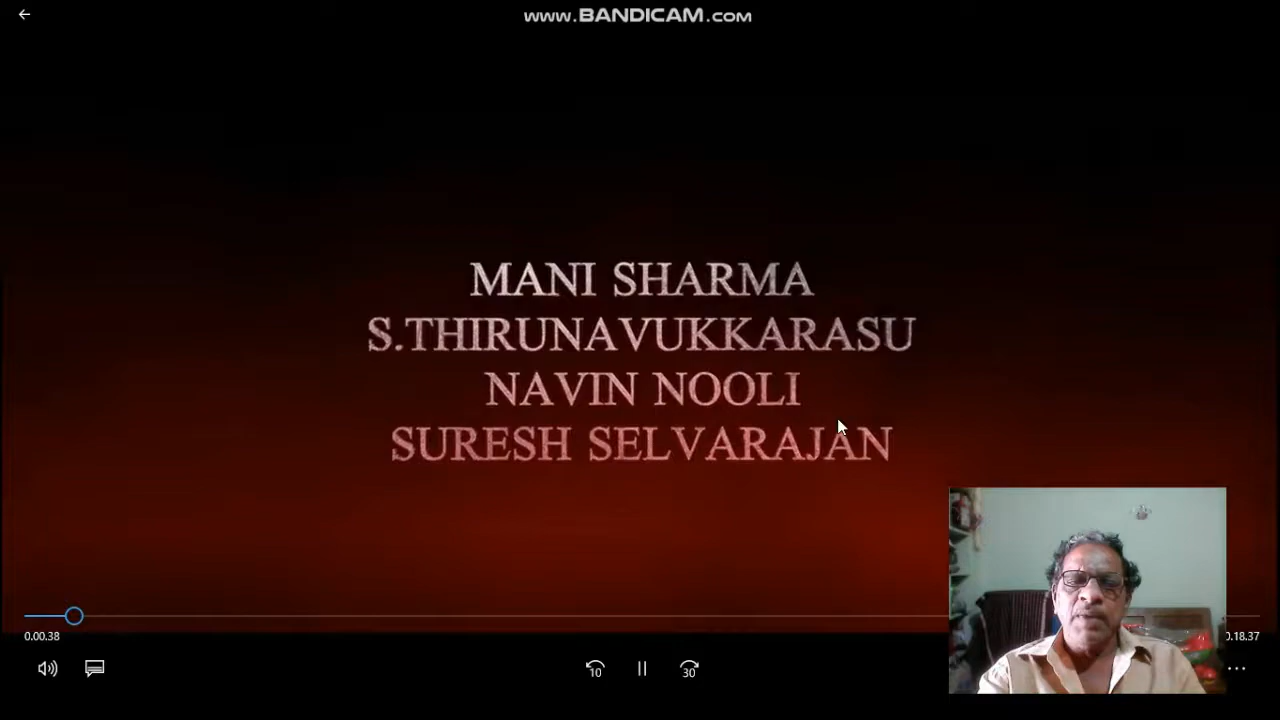 www.BANDICAM.com
MANI SHARMA
S.THIRUNAVUKKARASU
NAVIN NOOLI
SURESH SELVARAJAN
0.00.38
0.18.37
10
30